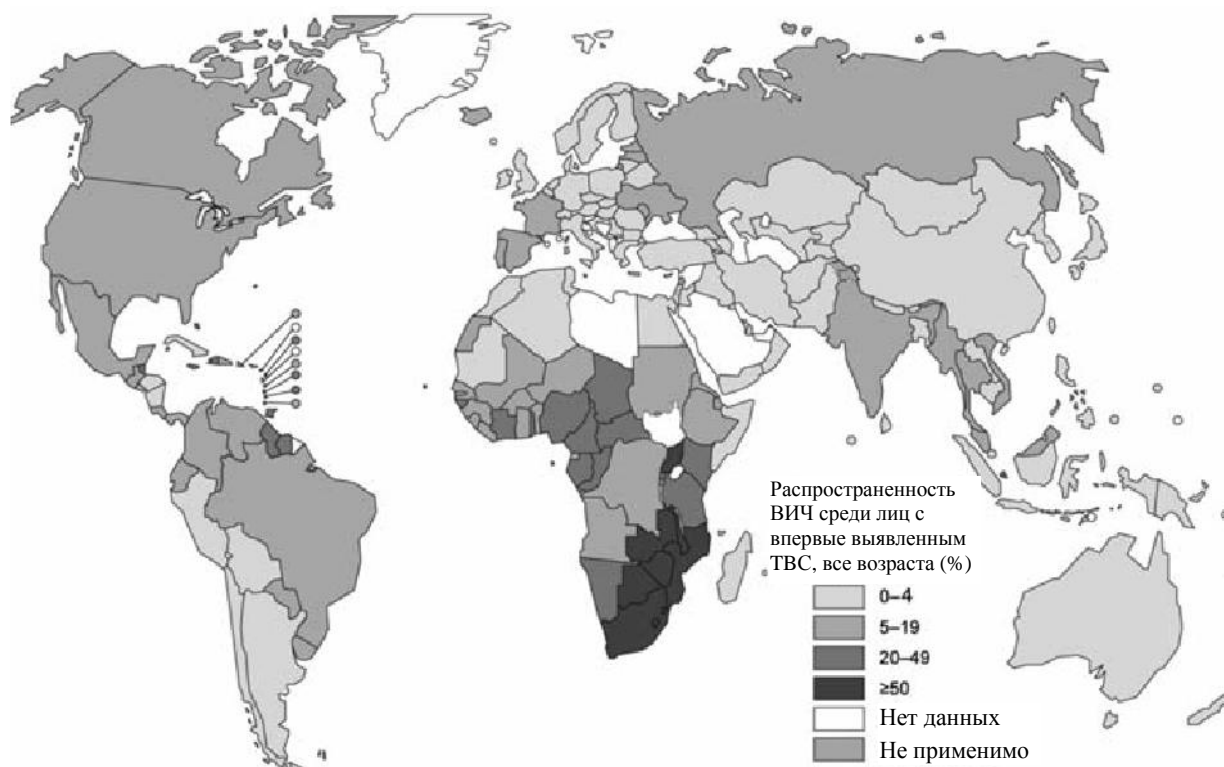 Распространенность
ВИЧ среди лиц с
впервые выявленным
ТВС, все возраста (%)
0–4
5–19
20–49
≥50
Нет данных
Не применимо